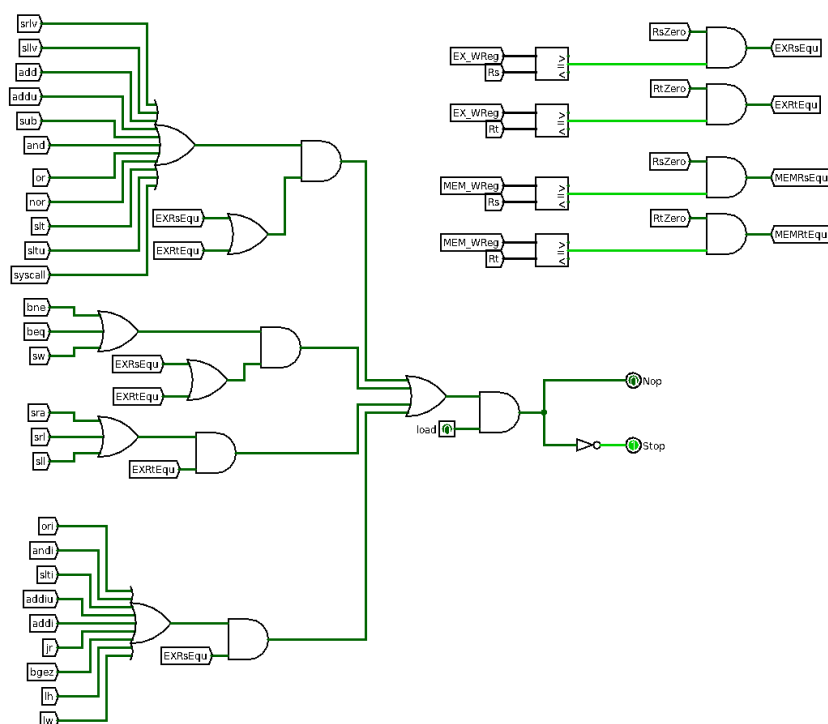 srlv
sllv
add
addu
sub
and
or
nor
slt
sltu
syscall
EXRsEqu
EXRtEqu
bne
beq
sw
EXRsEqu
EXRtEqu
sra
srl
sll
EXRtEqu
ori
andi
slti
addiu
addi
jr
bgez
lh
lw
EXRsEqu
load
Nop
Stop
RsZero
EX_WReg
Rs
> = <
EXRsEqu
RtZero
EX_WReg
Rt
> = <
EXRtEqu
RsZero
MEM_WReg
Rs
> = <
MEMRsEqu
RtZero
MEM_WReg
Rt
> = <
MEMRtEqu